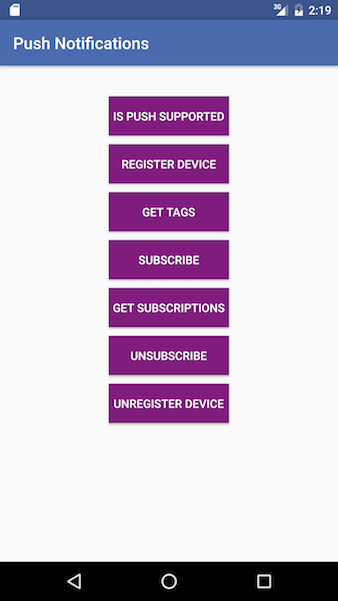 3G 2:19
Push Notifications
IS PUSH SUPPORTED
REGISTER DEVICE
GET TAGS
SUBSCRIBE
GET SUBSCRIPTIONS
UNSUBSCRIBE
UNREGISTER DEVICE